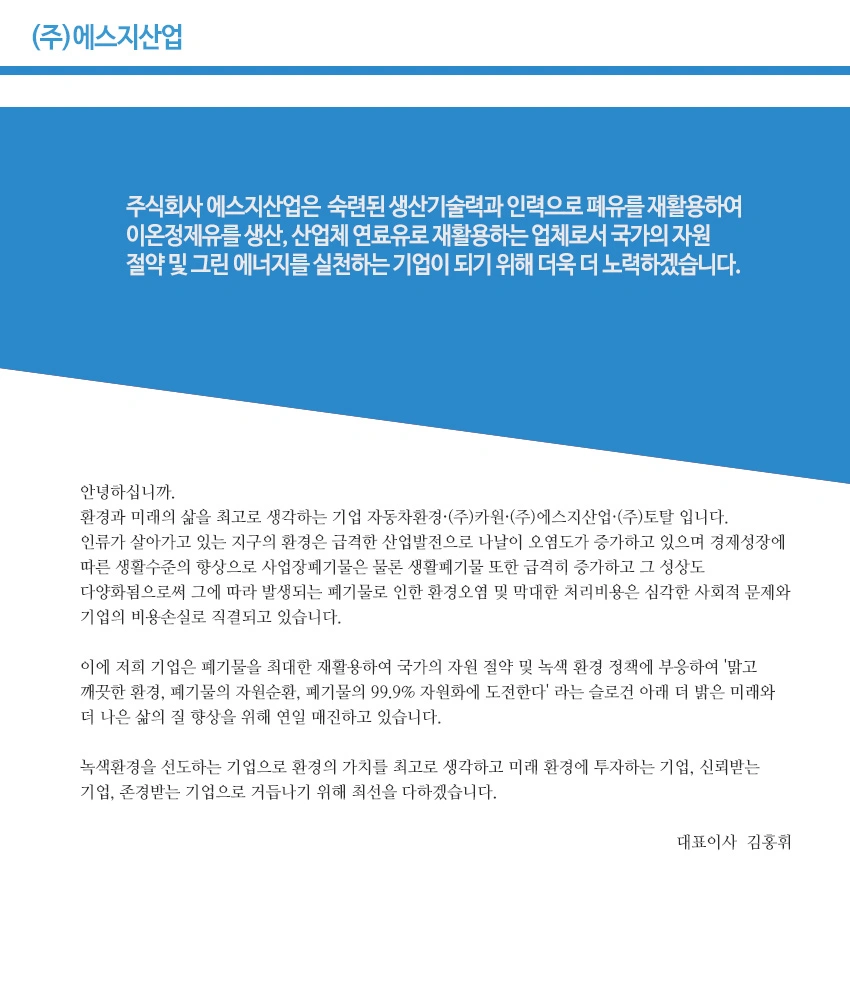 (주)에스지산업
주식회사 에스지산업은 숙련된 생산기술력과 인력으로 폐유를 재활용하여
이온정제유를 생산, 산업체 연료유로 재활용하는 업체로서 국가의 자원
절약 및 그린 에너지를 실천하는 기업이 되기 위해 더욱 더 노력하겠습니다.
안녕하십니까.
환경과 미래의 삶을 최고로 생각하는 기업 자동차환경·(주)카원·(주)에스지산업·(주)토탈 입니다.
인류가 살아가고 있는 지구의 환경은 급격한 산업발전으로 나날이 오염도가 증가하고 있으며 경제성장에
따른 생활수준의 향상으로 사업장폐기물은 물론 생활폐기물 또한 급격히 증가하고 그 성상도
다양화됨으로써 그에 따라 발생되는 폐기물로 인한 환경오염 및 막대한 처리비용은 심각한 사회적 문제와
기업의 비용손실로 직결되고 있습니다.
이에 저희 기업은 폐기물을 최대한 재활용하여 국가의 자원 절약 및 녹색 환경 정책에 부응하여 '맑고
깨끗한 환경, 폐기물의 자원순환, 폐기물의 99.9% 자원화에 도전한다' 라는 슬로건 아래 더 밝은 미래와
더 나은 삶의 질 향상을 위해 연일 매진하고 있습니다.
녹색환경을 선도하는 기업으로 환경의 가치를 최고로 생각하고 미래 환경에 투자하는 기업, 신뢰받는
기업, 존경받는 기업으로 거듭나기 위해 최선을 다하겠습니다.
대표이사 김홍휘